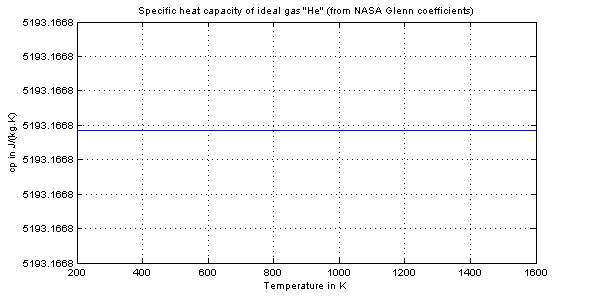 Specific heat capacity of ideal gas "He" (from NASA Glenn coefficients)
5193.1668
5193.1668
5193.1668
5193.1668
5193.1668
5193.1668
5193.1668
5193.1668
cp in J/(kg.K)
200 400 600 800 1000 1200 1400 1600
Temperature in K